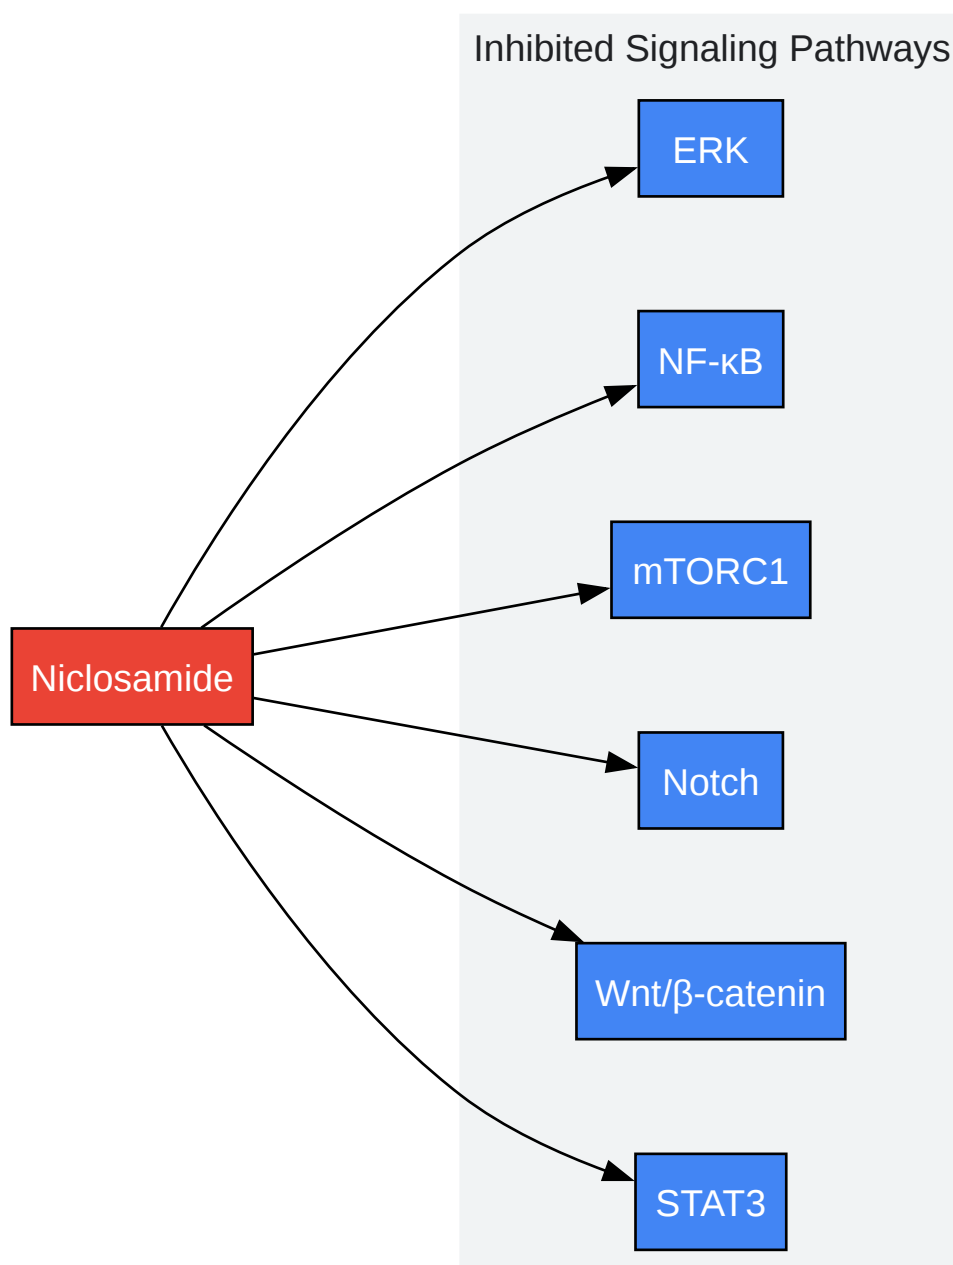 Inhibited Signaling Pathways
ERK
NF-κB
mTORC1
Niclosamide
Notch
Wnt/β-catenin
STAT3